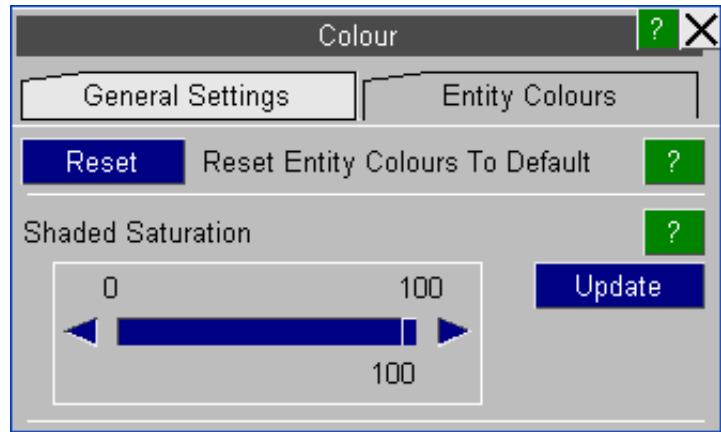 Colour ?
General Settings Entity Colours
Reset Reset Entity Colours To Default ?
Shaded Saturation ?
0 100 Update
100